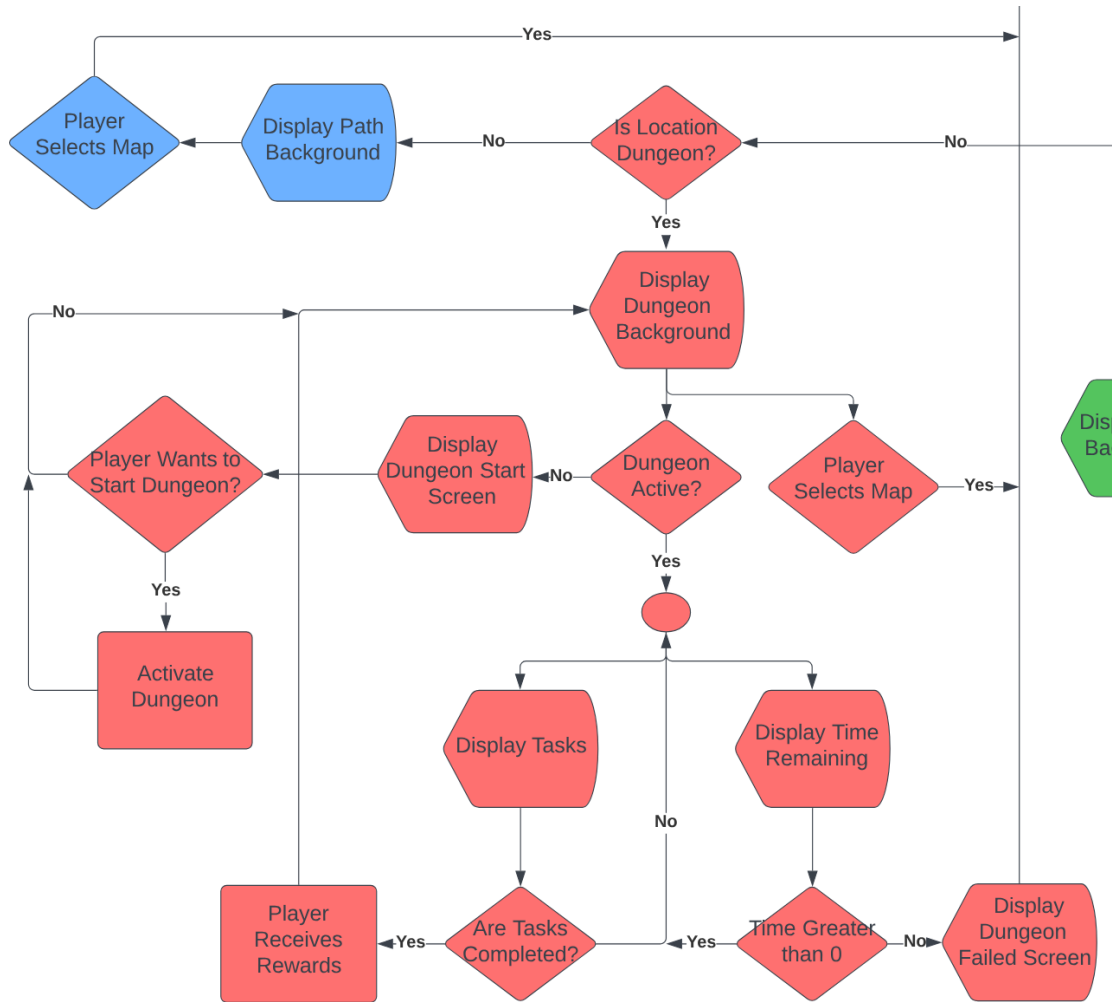 Yes
Player
Selects Map
Display Path
Background
No
Is Location
Dungeon?
No
Yes
Display
Dungeon
Background
No
Player Wants to
Start Dungeon?
Display
Dungeon Start
Screen
No
Dungeon
Active?
Player
Selects Map
Yes
Yes
Yes
Activate
Dungeon
Display Tasks
Display Time
Remaining
No
Player
Receives
Rewards
Yes
Are Tasks
Completed?
Yes
Time Greater
than 0
No
Display
Dungeon
Failed Screen